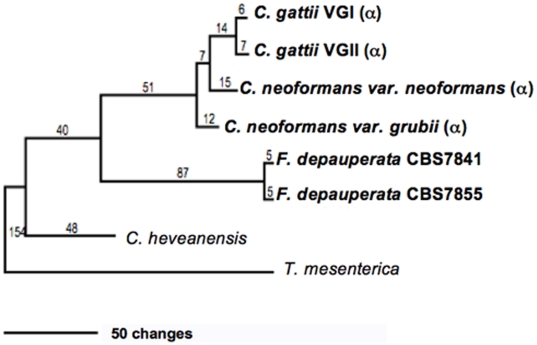 6 C. gattii VGI (α)
14
7 C. gattii VGII (α)
7
51
15 C. neoformans var. neoformans (α)
12 C. neoformans var. grubii (α)
40
5 F. depauperata CBS7841
87
5 F. depauperata CBS7855
154
48
C. heveanensis
T. mesenterica
50 changes